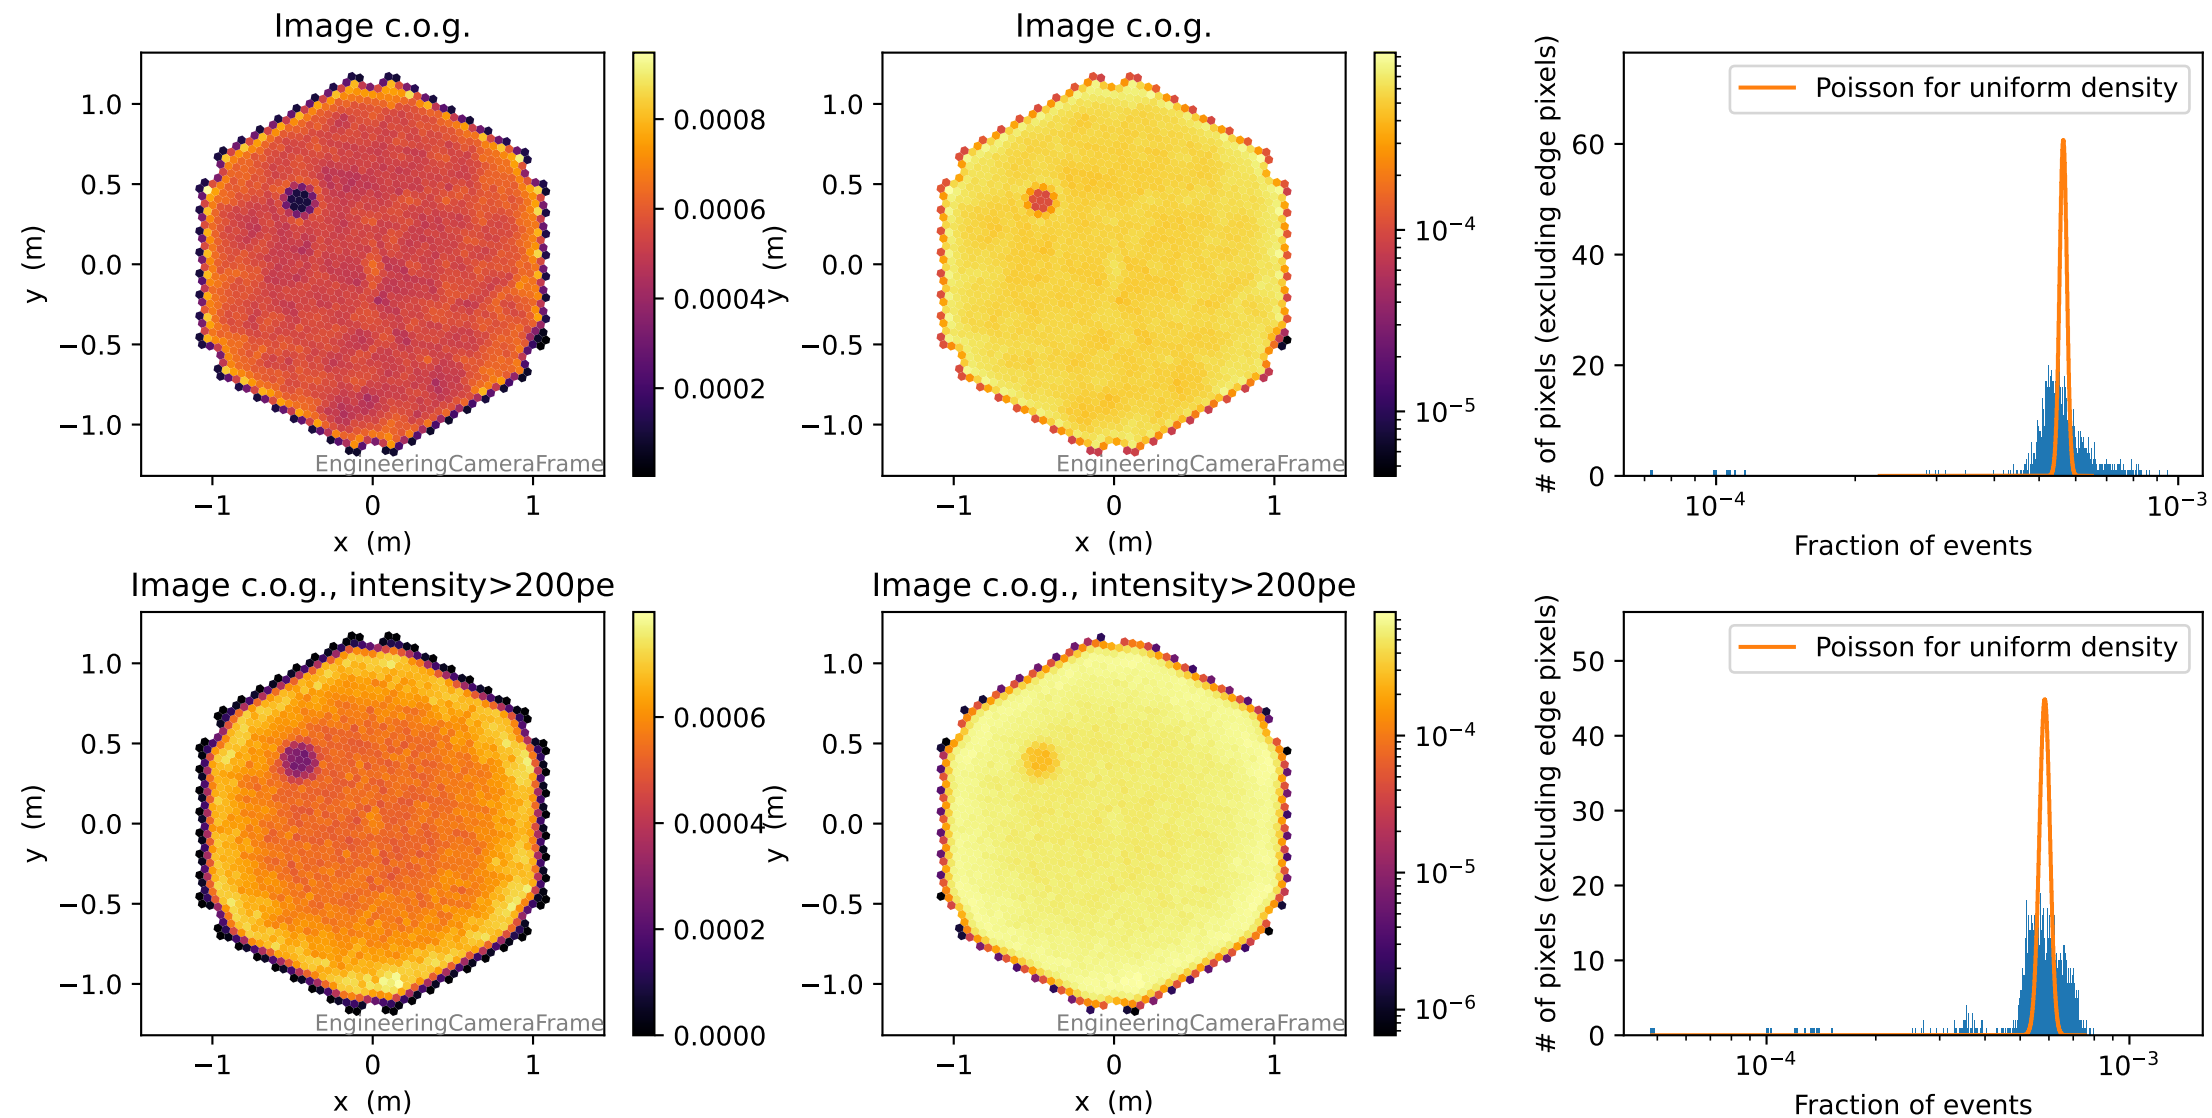 Image c.o.g.
1.0
0.5
0.0
−0.5
−1.0
y (m)
−1
0
1
x (m)
EngineeringCameraFrame
0.0008
0.0006
0.0004
0.0002
Image c.o.g.
1.0
0.5
0.0
−0.5
−1.0
y (m)
−1
0
1
x (m)
EngineeringCameraFrame
10⁻⁴
10⁻⁵
Poisson for uniform density
60
40
20
0
# of pixels (excluding edge pixels)
10⁻⁴
10⁻³
Fraction of events
Image c.o.g., intensity>200pe
1.0
0.5
0.0
−0.5
−1.0
y (m)
−1
0
1
x (m)
EngineeringCameraFrame
0.0006
0.0004
0.0002
0.0000
Image c.o.g., intensity>200pe
1.0
0.5
0.0
−0.5
−1.0
y (m)
−1
0
1
x (m)
EngineeringCameraFrame
10⁻⁴
10⁻⁵
10⁻⁶
Poisson for uniform density
50
40
30
20
10
0
# of pixels (excluding edge pixels)
10⁻⁴
10⁻³
Fraction of events